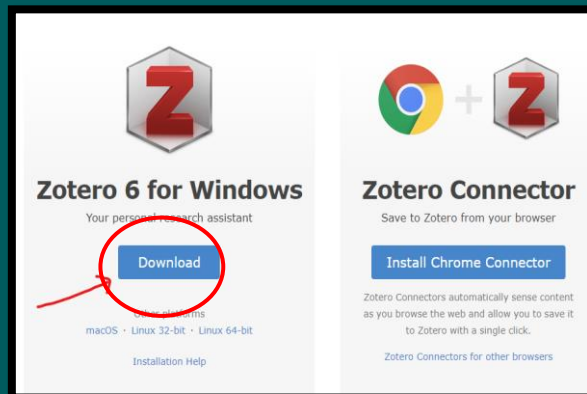 Zotero 6 for Windows
Your personal research assistant
Download
Other platforms
macOS · Linux 32-bit · Linux 64-bit
Installation Help
Zotero Connector
Save to Zotero from your browser
Install Chrome Connector
Zotero Connectors automatically sense content
as you browse the web and allow you to save it
to Zotero with a single click.
Zotero Connectors for other browsers